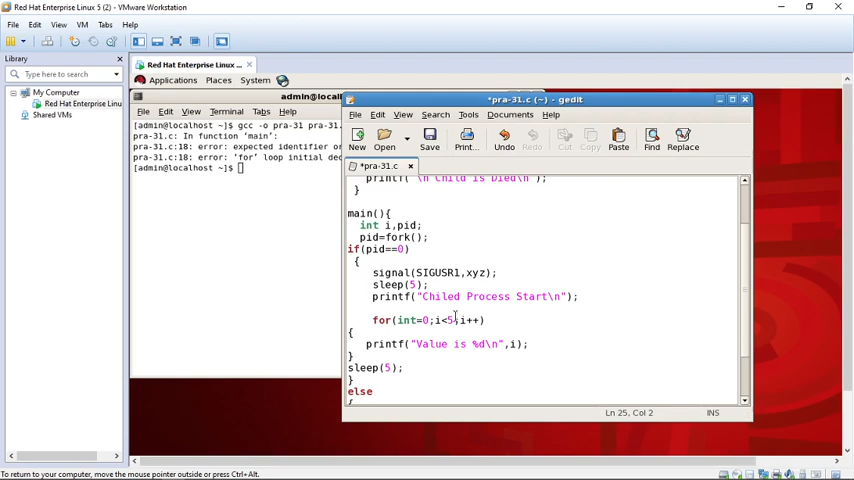 Red Hat Enterprise Linux 5 (2) - VMware Workstation
File Edit View VM Tabs Help
Library
Type here to search
My Computer
Red Hat Enterprise Linu
Shared VMs
Red Hat Enterprise Linux ...
Applications Places System
admin@local
File Edit View Terminal Tabs Help
[admin@localhost ~]$ gcc -o pra-31 pra-31.
pra-31.c: In function 'main':
pra-31.c:18: error: expected identifier or
pra-31.c:18: error: 'for' loop initial dec
[admin@localhost ~]$
*pra-31.c (~) - gedit
File Edit View Search Tools Documents Help
New Open Save Print... Undo Redo Cut Copy Paste Find Replace
*pra-31.c
printf("\n Child is Died\n");
}
main(){
int i,pid;
pid=fork();
if(pid==0)
{
signal(SIGUSR1,xyz);
sleep(5);
printf("Chiled Process Start\n");
for(int=0;i<5;i++)
{
printf("Value is %d\n",i);
}
sleep(5);
}
else
{
Ln 25, Col 2 INS
To return to your computer, move the mouse pointer outside or press Ctrl+Alt.